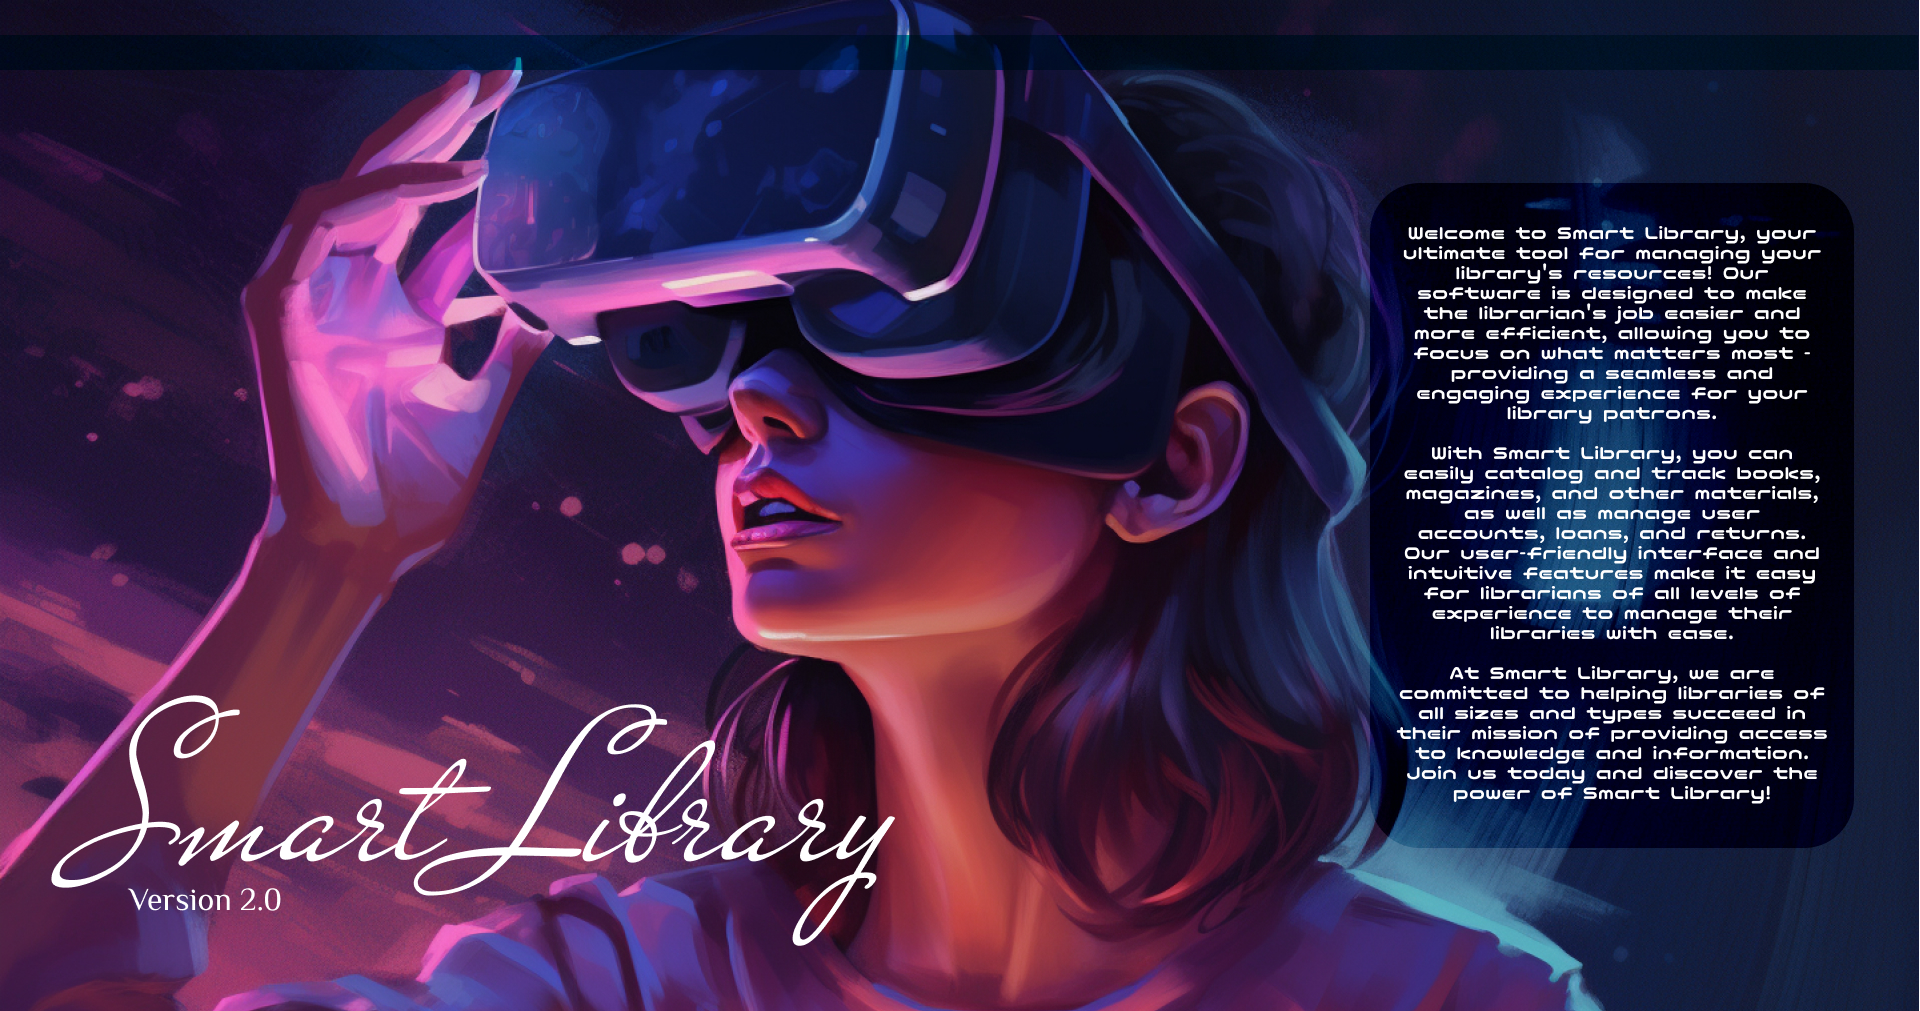 Welcome to Smart Library, your
ultimate tool for managing your
library's resources! Our
software is designed to make
the librarian's job easier and
more efficient, allowing you to
focus on what matters most -
providing a seamless and
engaging experience for your
library patrons.
With Smart Library, you can
easily catalog and track books,
magazines, and other materials,
as well as manage user
accounts, loans, and returns.
Our user-friendly interface and
intuitive features make it easy
for librarians of all levels of
experience to manage their
libraries with ease.
At Smart Library, we are
committed to helping libraries of
all sizes and types succeed in
their mission of providing access
to knowledge and information.
Join us today and discover the
power of Smart Library!
Smart Library
Version 2.0